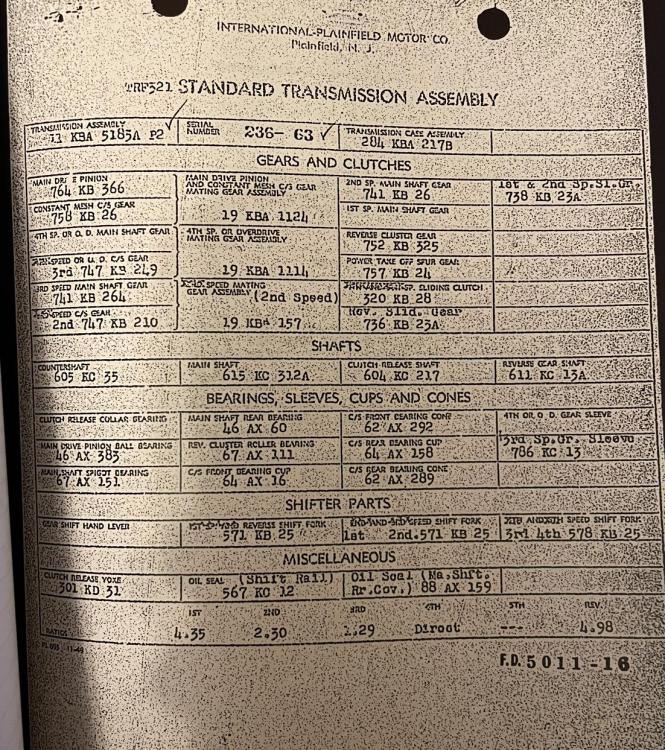 INTERNATIONAL-PLAINFIELD MOTOR CO.
Plainfield, N. J.
TRF321 STANDARD TRANSMISSION ASSEMBLY
TRANSMISSION ASSEMBLY SERIAL NUMBER TRANSMISSION CASE ASSEMBLY
KBA 5185A P2 236- 63 284 KBA 217B
GEARS AND CLUTCHES
MAIN DRIVE PINION
764 KB 366
MAIN DRIVE PINION
AND CONSTANT MESH C/S GEAR
MATING GEAR ASSEMBLY
19 KBA 1124
2ND SP. MAIN SHAFT GEAR
741 KB 26
1st & 2nd Sp.Sl.Gr.
738 KB 23A
CONSTANT MESH C/S GEAR
758 KB 26
1ST SP. MAIN SHAFT GEAR
4TH SP. OR O. D. MAIN SHAFT GEAR
4TH SP. OR OVERDRIVE
MATING GEAR ASSEMBLY
19 KBA 1114
REVERSE CLUSTER GEAR
752 KB 325
SPEED OR O. D. C/S GEAR
3rd 747 KB 249
POWER TAKE OFF SPUR GEAR
757 KB 24
3RD SPEED MAIN SHAFT GEAR
741 KB 264
SPEED MATING
GEAR ASSEMBLY (2nd Speed)
19 KBA 157
SP. SLIDING CLUTCH
320 KB 28
SPEED C/S GEAR
2nd 747 KB 210
Rev. Slid. Gear
736 KB 23A
SHAFTS
COUNTERSHAFT MAIN SHAFT CLUTCH RELEASE SHAFT REVERSE GEAR SHAFT
605 KC 35 615 KC 312A 604 KC 217 611 KC 13A
BEARINGS, SLEEVES, CUPS AND CONES
CLUTCH RELEASE COLLAR BEARING MAIN SHAFT REAR BEARING C/S FRONT BEARING CONE 4TH OR O. D. GEAR SLEEVE
46 AX 60 62 AX 292
MAIN DRIVE PINION BALL BEARING REV. CLUSTER ROLLER BEARING C/S REAR BEARING CUP 3rd Sp.Gr. Sleeve
46 AX 383 67 AX 111 64 AX 158 786 KC 13
MAIN SHAFT SPIGOT BEARING C/S FRONT BEARING CUP C/S REAR BEARING CONE
67 AX 151 64 AX 16 62 AX 289
SHIFTER PARTS
GEAR SHIFT HAND LEVER REVERSE SHIFT FORK SPEED SHIFT FORK SPEED SHIFT FORK
571 KB 25 1st 2nd 571 KB 25 3rd 4th 578 KB 25
MISCELLANEOUS
CLUTCH RELEASE YOKE OIL SEAL (Shift Rail) Oil Seal (Ma.Shft.
301 KD 31 567 KC 12 Rr.Cov.) 88 AX 159
1ST 2ND 3RD 4TH 5TH REV.
RATIOS 4.35 2.30 1.29 Direct --- 4.98
F.D. 5011-16